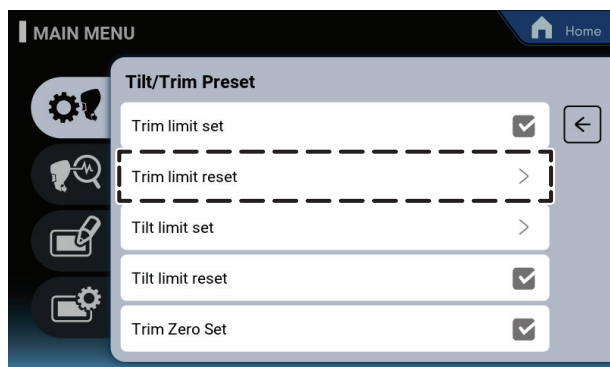 MAIN MENU
Home
Tilt/Trim Preset
Trim limit set
Trim limit reset
Tilt limit set
Tilt limit reset
Trim Zero Set